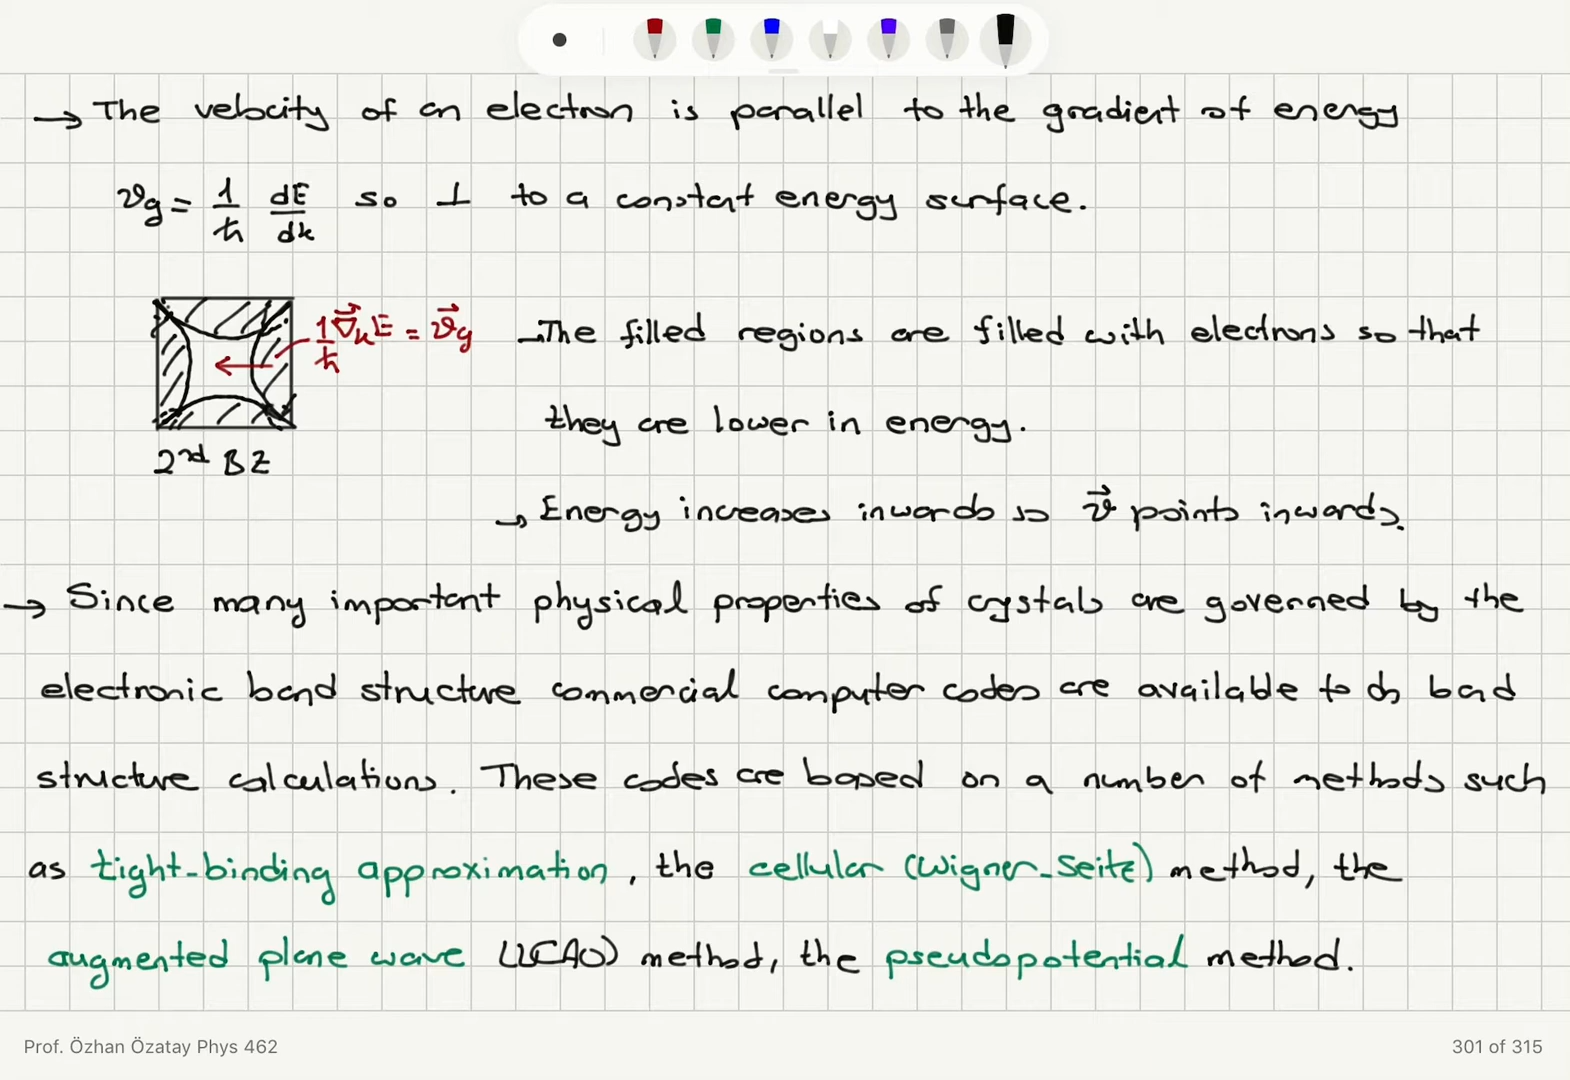 → The velocity of an electron is parallel to the gradient of energy
v_g = 1/ħ dE/dk so ⊥ to a constant energy surface.
1/ħ ∇⃗_k E = v⃗_g
→ The filled regions are filled with electrons so that
they are lower in energy.
2nd BZ
→ Energy increases inwards so v⃗ points inwards.
→ Since many important physical properties of crystals are governed by the
electronic band structure commercial computer codes are available to do band
structure calculations. These codes are based on a number of methods such
as tight-binding approximation, the cellular (Wigner-Seitz) method, the
augmented plane wave (LCAO) method, the pseudopotential method.
Prof. Özhan Özatay Phys 462
301 of 315